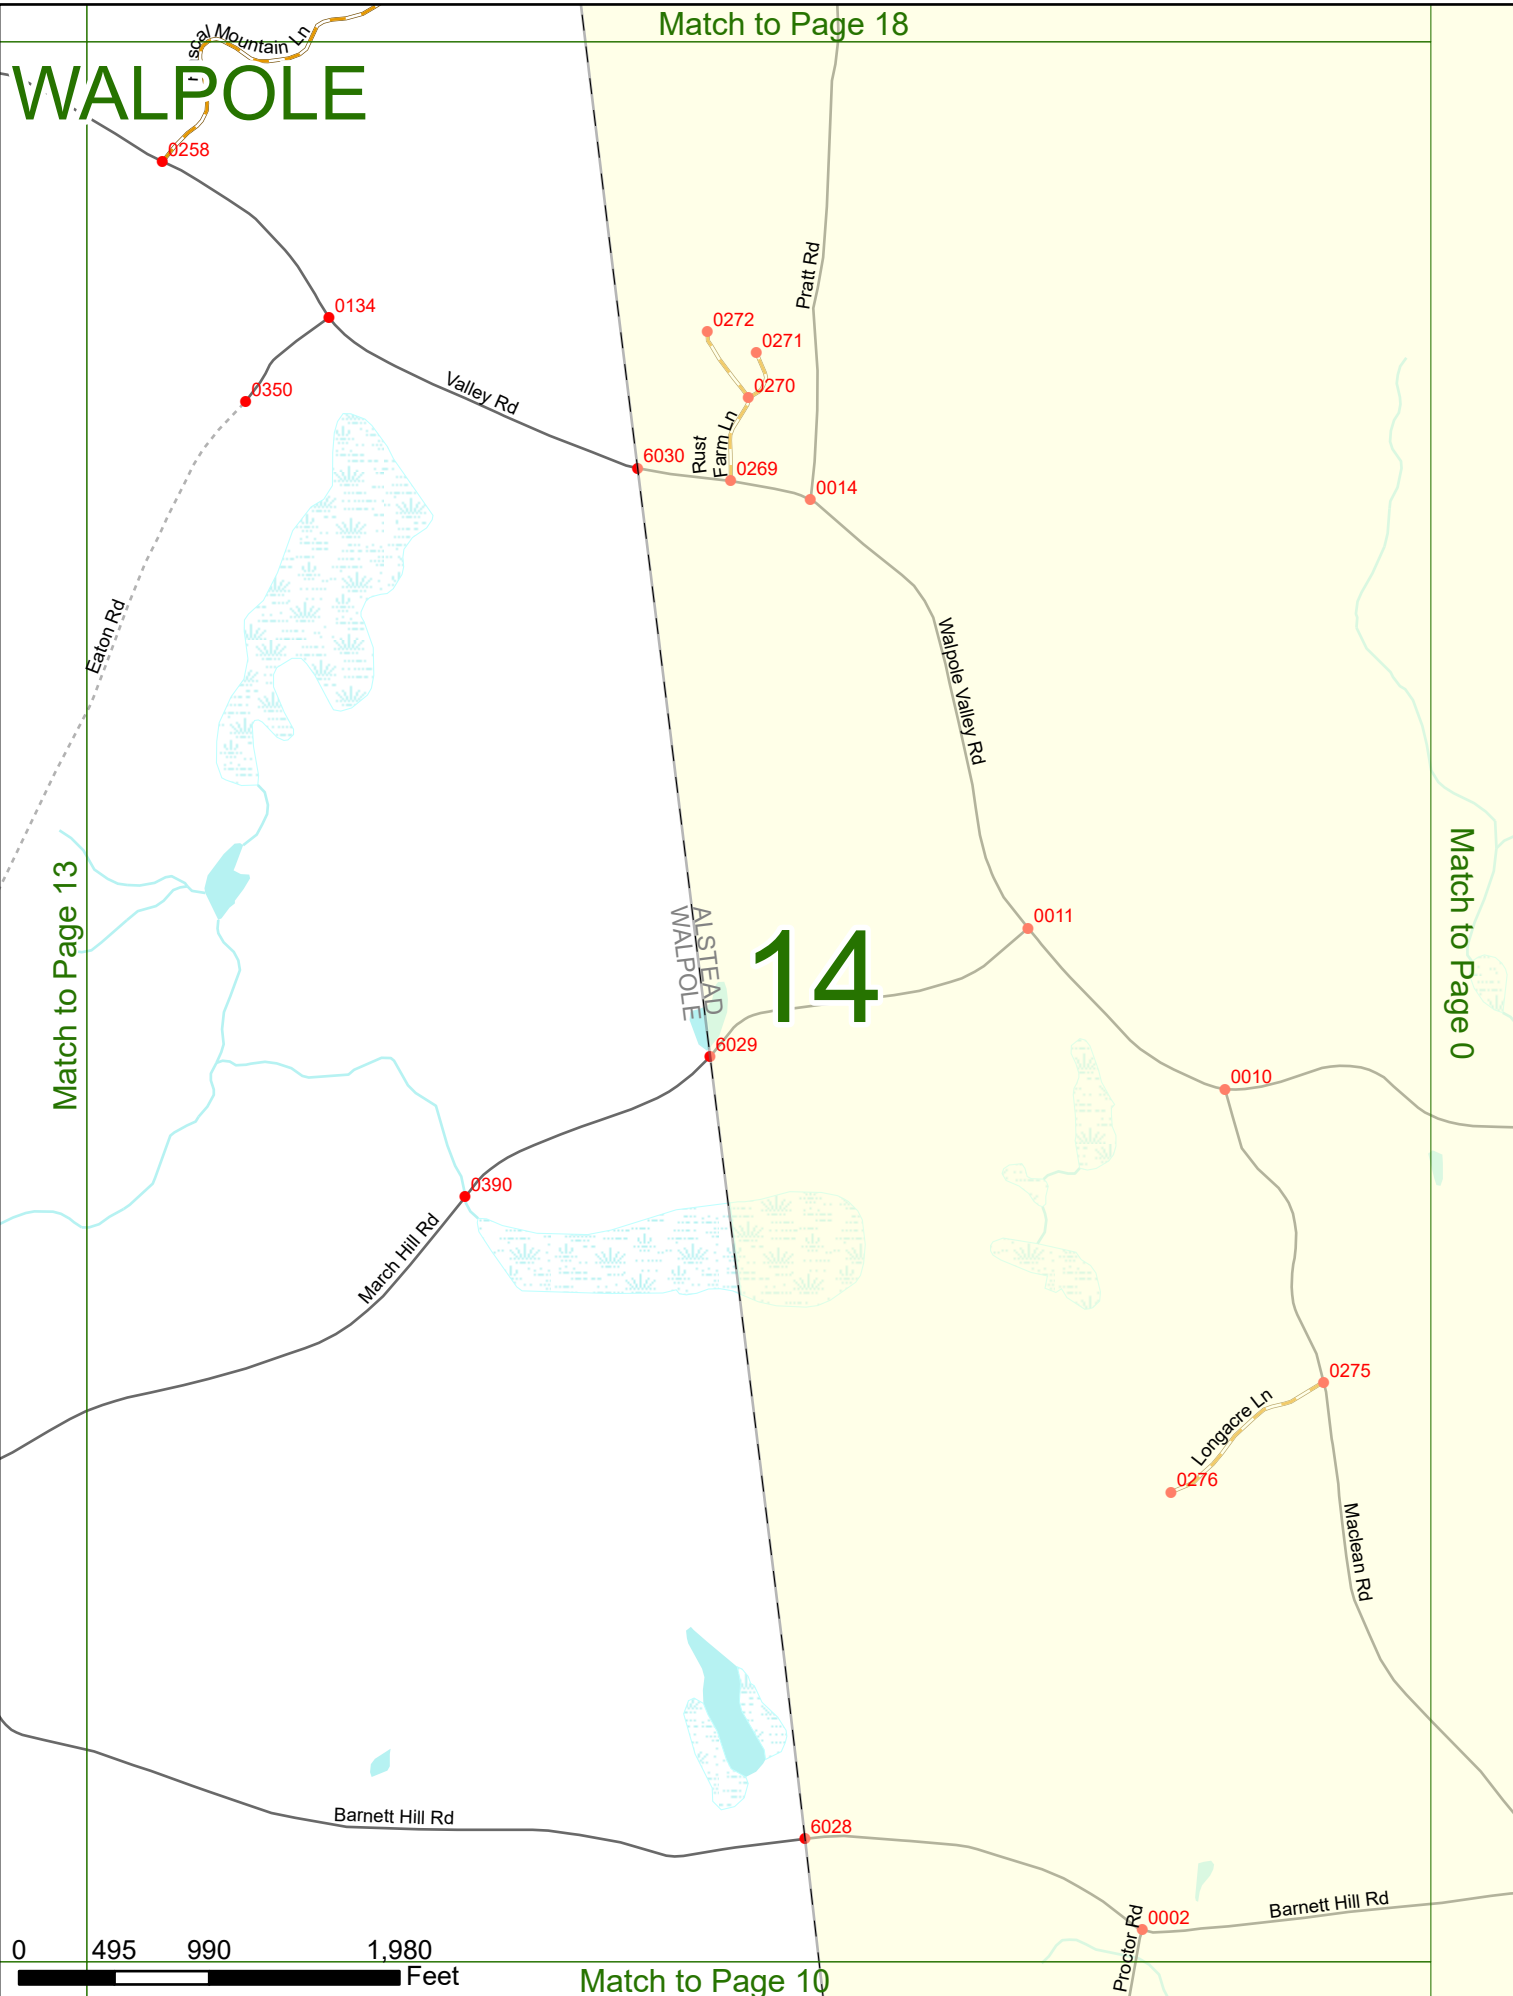 Match to Page 18
Mountain Ln
WALPOLE
0258
Pratt Rd
0134
0272
0271
0350
Valley Rd
0270
Rust
Farm Ln
6030
0269
0014
Eaton Rd
Walpole Valley Rd
Match to Page 13
Match to Page 0
ALSTEAD
WALPOLE
14
0011
6029
0010
0390
March Hill Rd
0275
Longacre Ln
0276
Maclean Rd
Barnett Hill Rd
6028
Barnett Hill Rd
0002
Proctor Rd
0 495 990 1,980
Feet
Match to Page 10